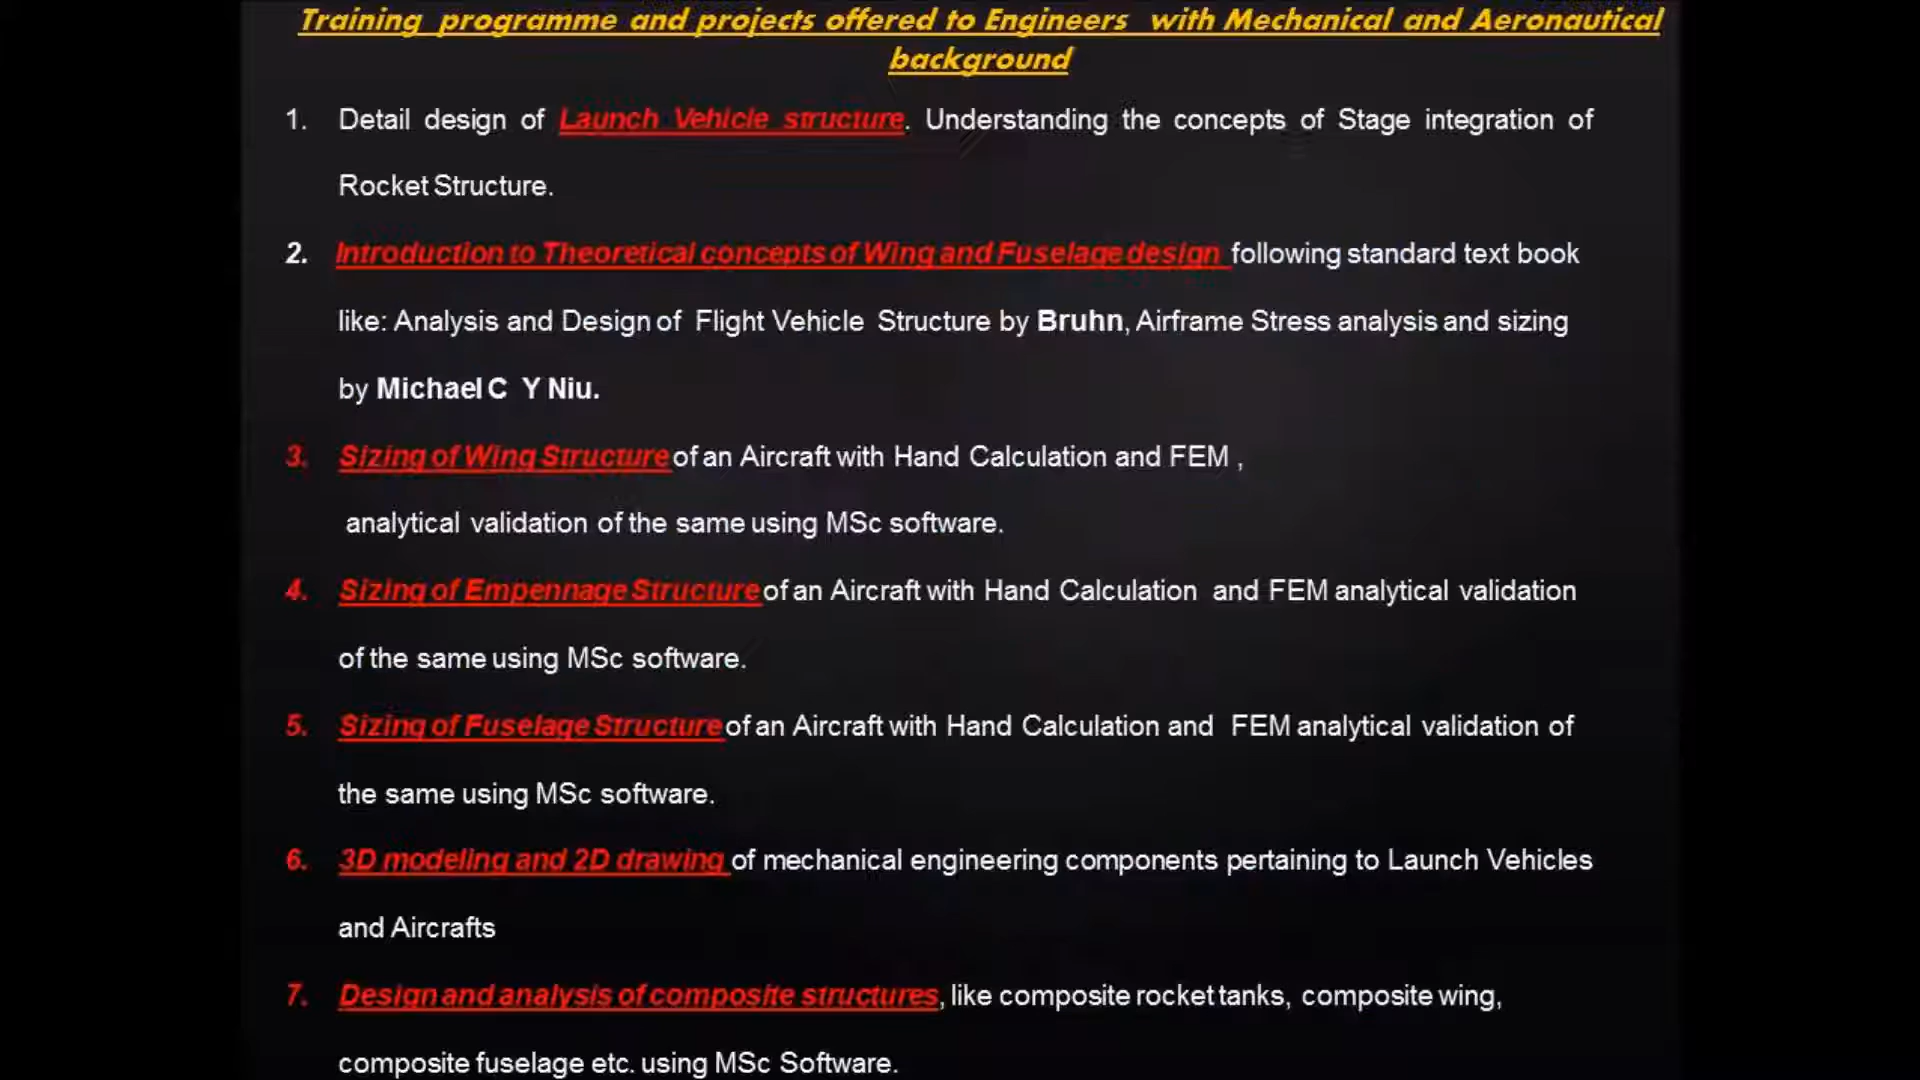 Training programme and projects offered to Engineers with Mechanical and Aeronautical
background
1. Detail design of Launch Vehicle structure. Understanding the concepts of Stage integration of
Rocket Structure.
2. Introduction to Theoretical concepts of Wing and Fuselage design following standard text book
like: Analysis and Design of Flight Vehicle Structure by Bruhn, Airframe Stress analysis and sizing
by Michael C Y Niu.
3. Sizing of Wing Structure of an Aircraft with Hand Calculation and FEM ,
analytical validation of the same using MSc software.
4. Sizing of Empennage Structure of an Aircraft with Hand Calculation and FEM analytical validation
of the same using MSc software.
5. Sizing of Fuselage Structure of an Aircraft with Hand Calculation and FEM analytical validation of
the same using MSc software.
6. 3D modeling and 2D drawing of mechanical engineering components pertaining to Launch Vehicles
and Aircrafts
7. Design and analysis of composite structures, like composite rocket tanks, composite wing,
composite fuselage etc. using MSc Software.